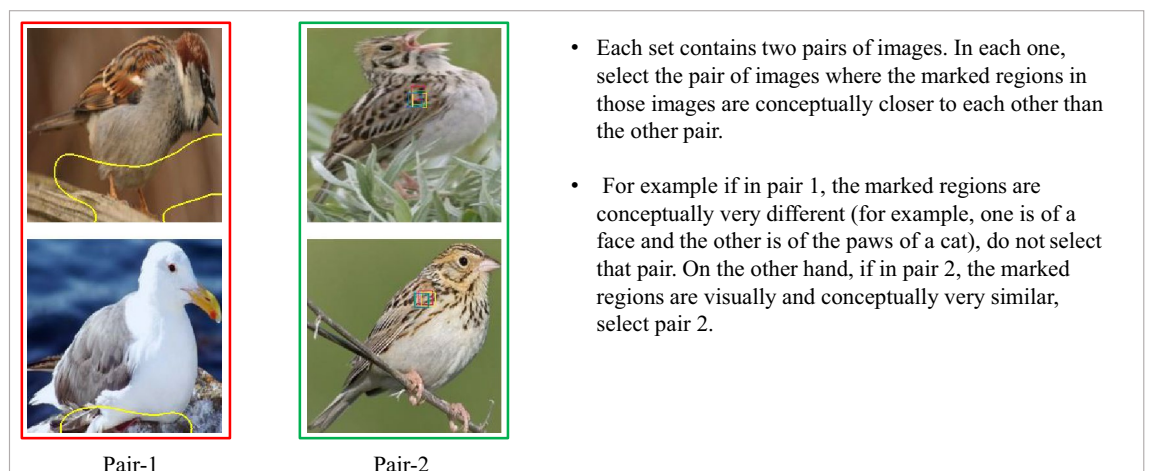 • Each set contains two pairs of images. In each one,
select the pair of images where the marked regions in
those images are conceptually closer to each other than
the other pair.
• For example if in pair 1, the marked regions are
conceptually very different (for example, one is of a
face and the other is of the paws of a cat), do not select
that pair. On the other hand, if in pair 2, the marked
regions are visually and conceptually very similar,
select pair 2.
Pair-1
Pair-2